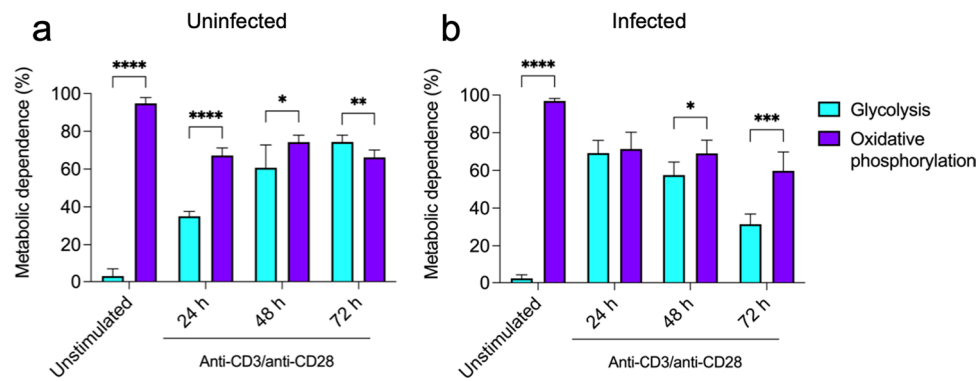 a
Uninfected
Metabolic dependence (%)
100
80
60
40
20
0
****
****
*
**
Unstimulated
24 h
48 h
72 h
Anti-CD3/anti-CD28
b
Infected
Metabolic dependence (%)
100
80
60
40
20
0
****
*
***
Unstimulated
24 h
48 h
72 h
Anti-CD3/anti-CD28
Glycolysis
Oxidative
phosphorylation